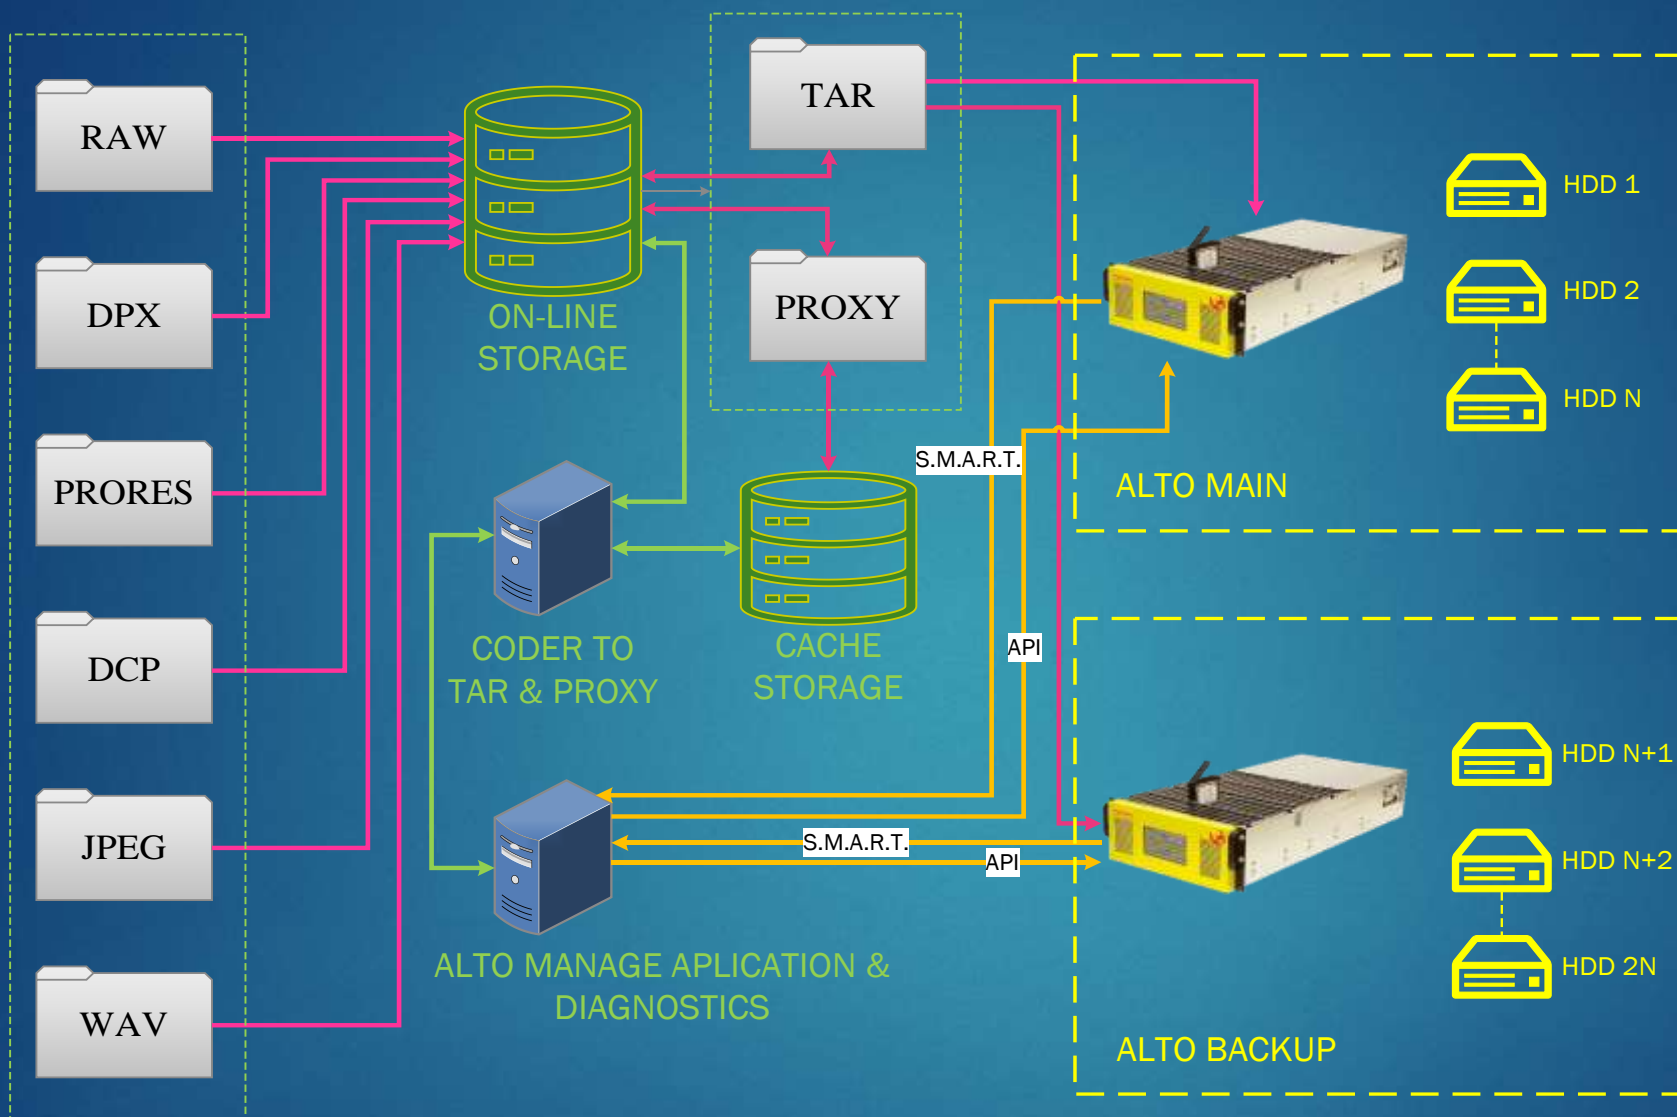 RAW
DPX
PRORES
DCP
JPEG
WAV
ON-LINE
STORAGE
TAR
PROXY
CODER TO
TAR & PROXY
CACHE
STORAGE
ALTO MANAGE APLICATION &
DIAGNOSTICS
S.M.A.R.T.
API
S.M.A.R.T.
API
HDD 1
HDD 2
HDD N
ALTO MAIN
HDD N+1
HDD N+2
HDD 2N
ALTO BACKUP